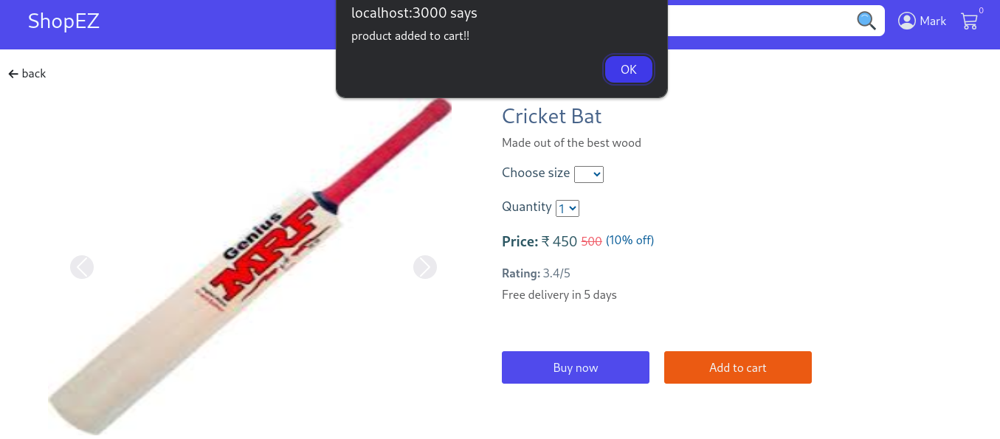 ShopEZ
localhost:3000 says
product added to cart!!
OK
Mark
0
back
Genius
MRF
Cricket Bat
Made out of the best wood
Choose size
Quantity 1
Price: ₹ 450 500 (10% off)
Rating: 3.4/5
Free delivery in 5 days
Buy now
Add to cart